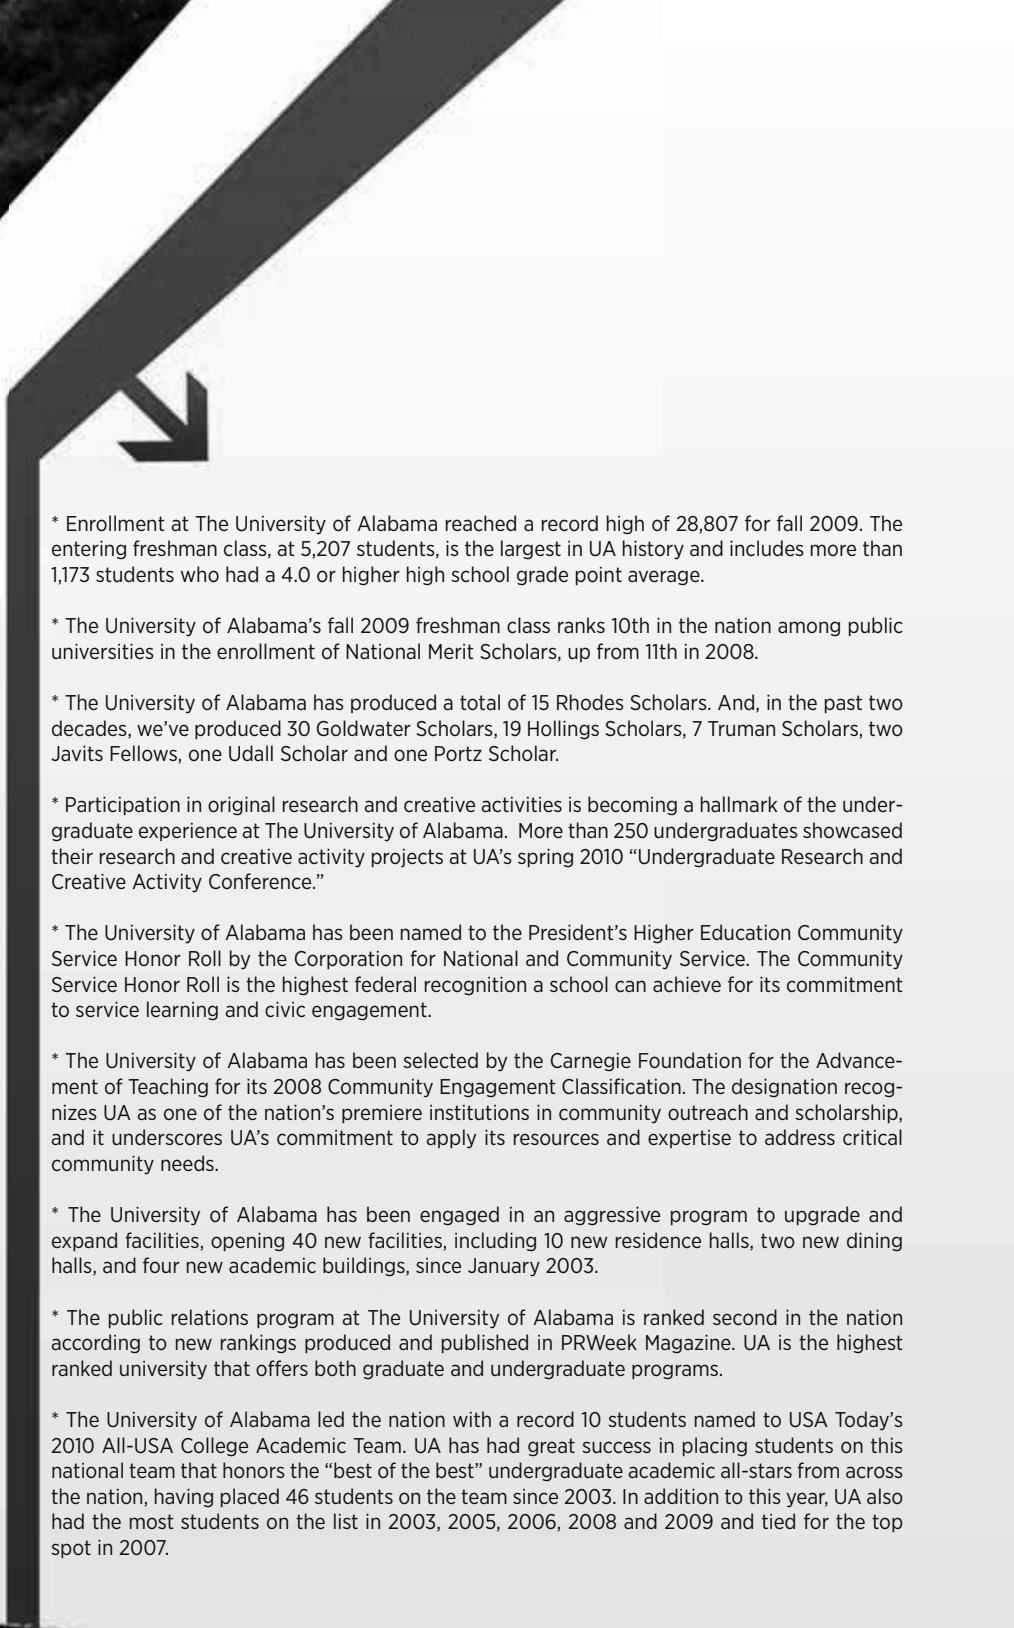 * Enrollment at The University of Alabama reached a record high of 28,807 for fall 2009. The
entering freshman class, at 5,207 students, is the largest in UA history and includes more than
1,173 students who had a 4.0 or higher high school grade point average.
* The University of Alabama’s fall 2009 freshman class ranks 10th in the nation among public
universities in the enrollment of National Merit Scholars, up from 11th in 2008.
* The University of Alabama has produced a total of 15 Rhodes Scholars. And, in the past two
decades, we’ve produced 30 Goldwater Scholars, 19 Hollings Scholars, 7 Truman Scholars, two
Javits Fellows, one Udall Scholar and one Portz Scholar.
* Participation in original research and creative activities is becoming a hallmark of the under-
graduate experience at The University of Alabama.  More than 250 undergraduates showcased
their research and creative activity projects at UA’s spring 2010 “Undergraduate Research and
Creative Activity Conference.”
* The University of Alabama has been named to the President’s Higher Education Community
Service Honor Roll by the Corporation for National and Community Service. The Community
Service Honor Roll is the highest federal recognition a school can achieve for its commitment
to service learning and civic engagement.
* The University of Alabama has been selected by the Carnegie Foundation for the Advance-
ment of Teaching for its 2008 Community Engagement Classification. The designation recog-
nizes UA as one of the nation’s premiere institutions in community outreach and scholarship,
and it underscores UA’s commitment to apply its resources and expertise to address critical
community needs.
* The University of Alabama has been engaged in an aggressive program to upgrade and
expand facilities, opening 40 new facilities, including 10 new residence halls, two new dining
halls, and four new academic buildings, since January 2003.
* The public relations program at The University of Alabama is ranked second in the nation
according to new rankings produced and published in PRWeek Magazine. UA is the highest
ranked university that offers both graduate and undergraduate programs.
* The University of Alabama led the nation with a record 10 students named to USA Today’s
2010 All-USA College Academic Team. UA has had great success in placing students on this
national team that honors the “best of the best” undergraduate academic all-stars from across
the nation, having placed 46 students on the team since 2003. In addition to this year, UA also
had the most students on the list in 2003, 2005, 2006, 2008 and 2009 and tied for the top
spot in 2007.